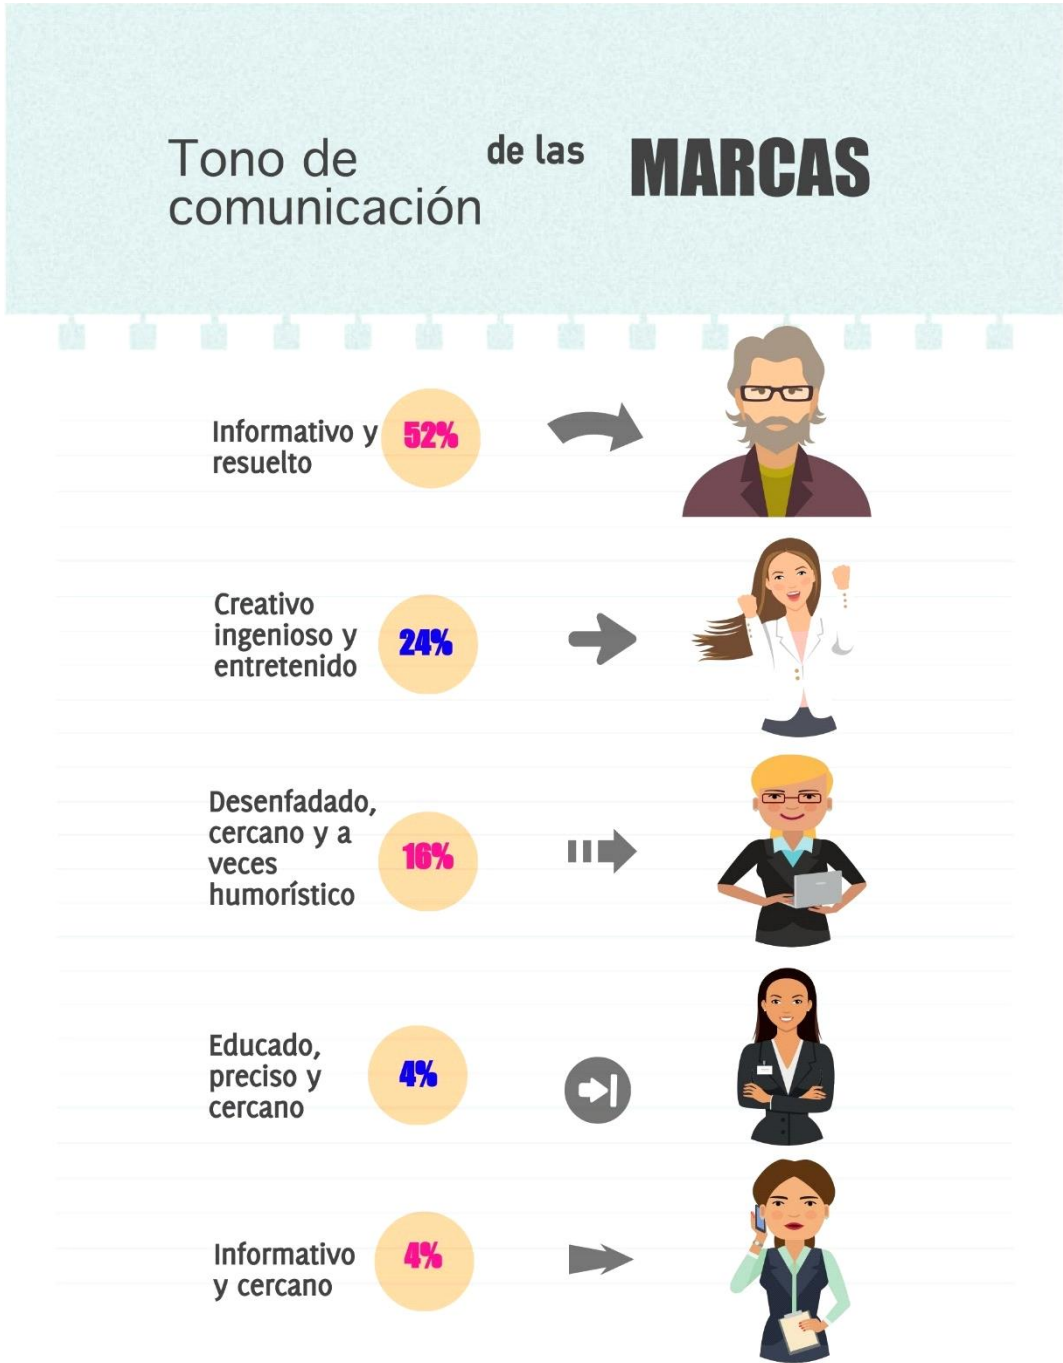 Tono de
comunicación
de las
MARCAS
Informativo y
resuelto
52%
Creativo
ingenioso y
entretenido
24%
Desenfadado,
cercano y a
veces
humorístico
16%
Educado,
preciso y
cercano
4%
Informativo
y cercano
4%